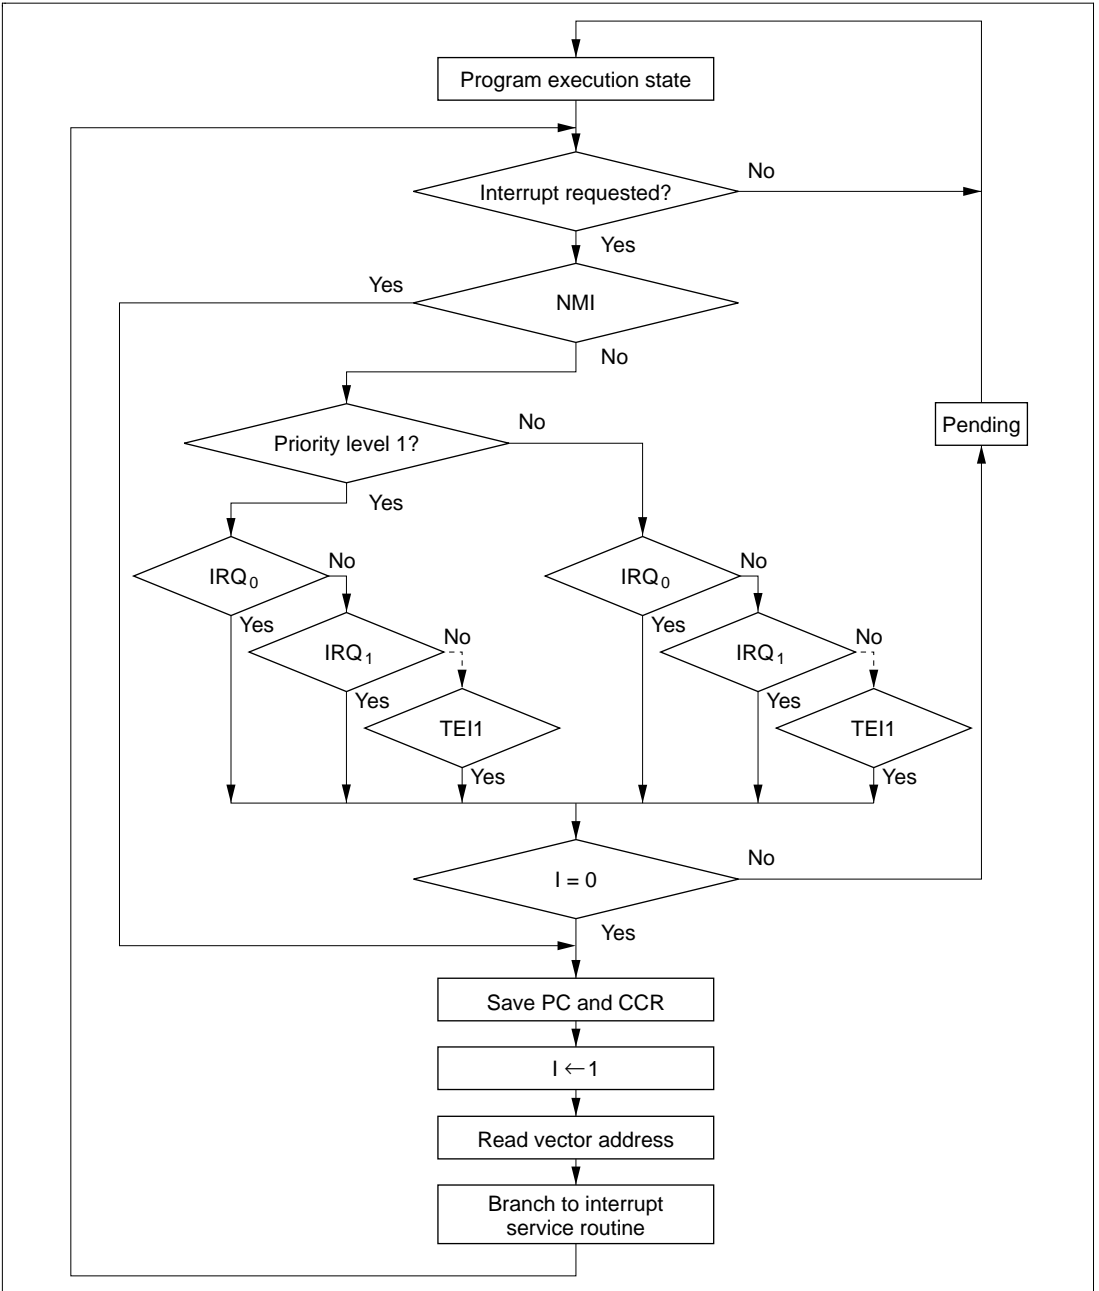 Program execution state
Interrupt requested?
No
Yes
Yes
NMI
No
Pending
Priority level 1?
No
Yes
IRQ0
No
Yes
IRQ1
No
Yes
TEI1
Yes
IRQ0
No
Yes
IRQ1
No
Yes
TEI1
Yes
I = 0
No
Yes
Save PC and CCR
I ← 1
Read vector address
Branch to interrupt
service routine